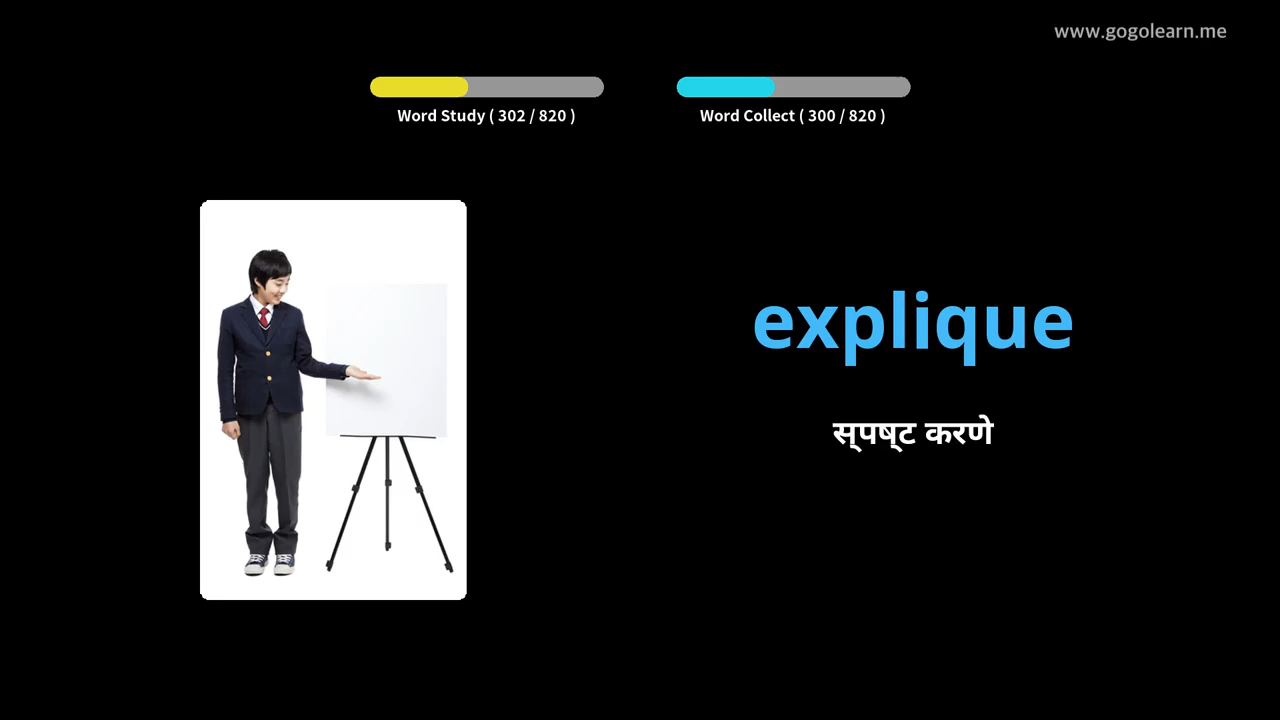 www.gogolearn.me
Word Study ( 302 / 820 )
Word Collect ( 300 / 820 )
explique
स्पष्ट करणे